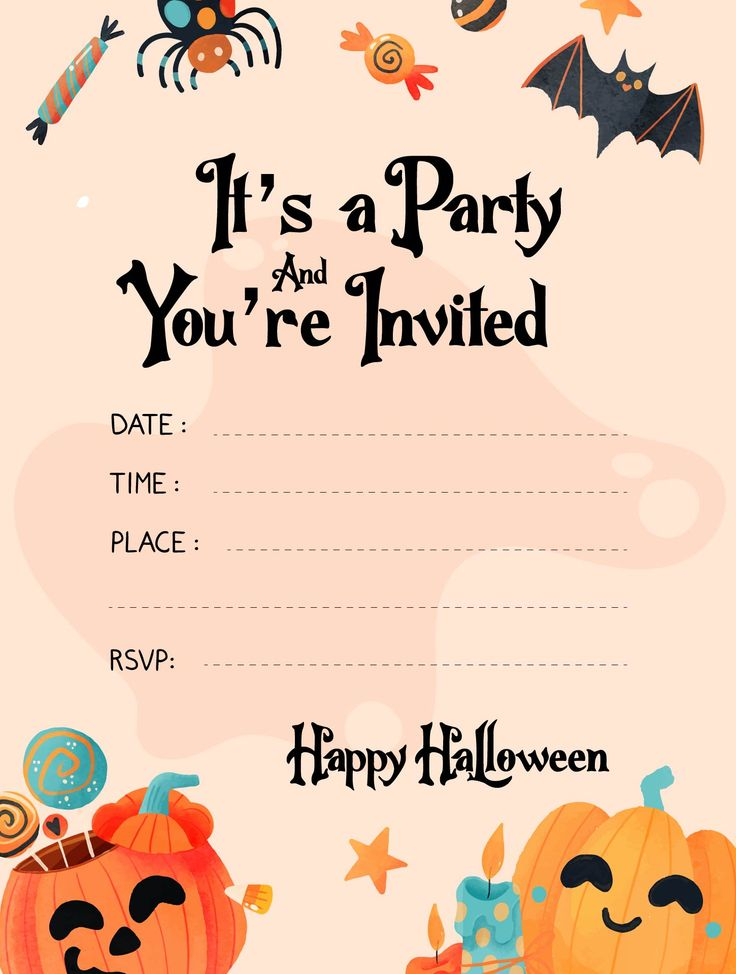 It's a Party
And
You're Invited
DATE :
TIME :
PLACE :
RSVP:
Happy Halloween